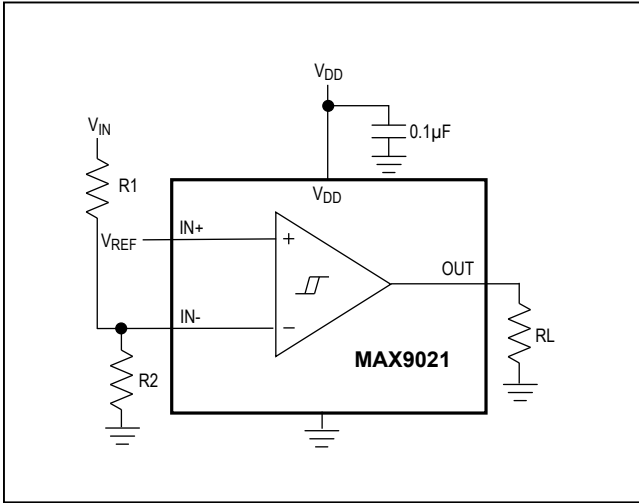 VDD
0.1µF
VIN
R1
VDD
VREF
IN+
+
OUT
IN-
−
RL
R2
MAX9021